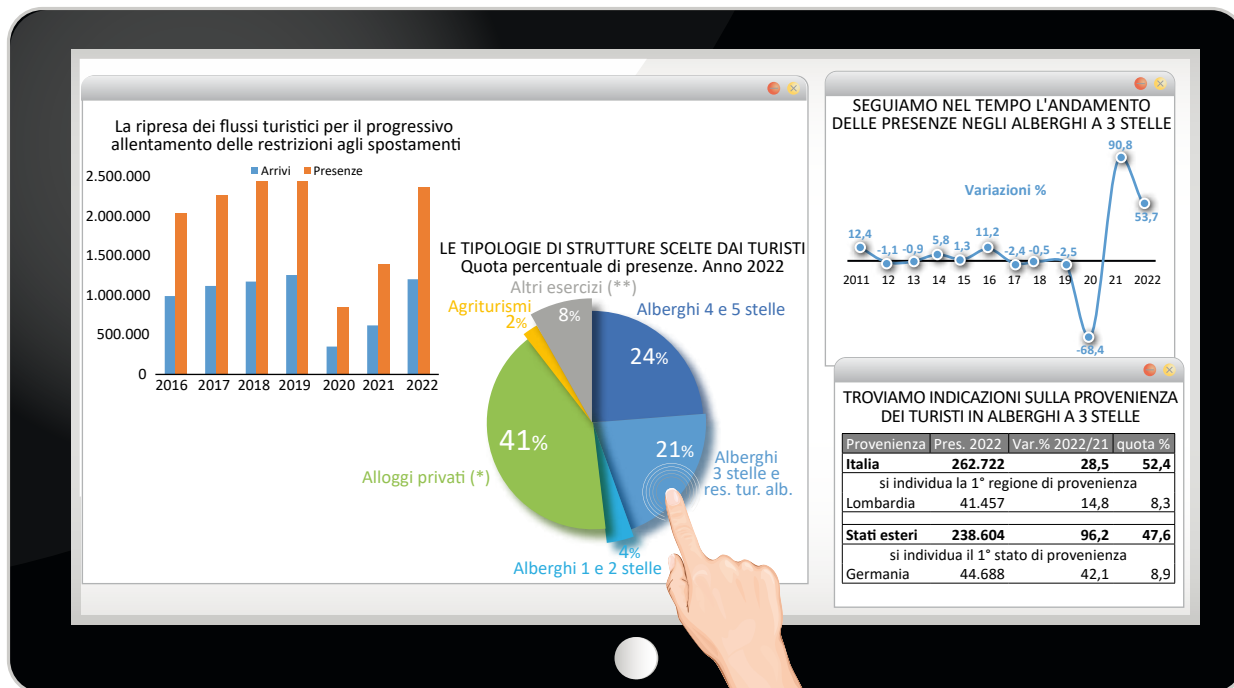 La ripresa dei flussi turistici per il progressivo
allentamento delle restrizioni agli spostamenti
Arrivi Presenze
2.500.000
2.000.000
1.500.000
1.000.000
500.000
0
2016 2017 2018 2019 2020 2021 2022
LE TIPOLOGIE DI STRUTTURE SCELTE DAI TURISTI
Quota percentuale di presenze. Anno 2022
Altri esercizi (**)
8%
Agriturismi
2%
Alberghi 4 e 5 stelle
24%
41%
Alloggi privati (*)
21%
Alberghi
3 stelle e
res. tur. alb.
4%
Alberghi 1 e 2 stelle
SEGUIAMO NEL TEMPO L'ANDAMENTO
DELLE PRESENZE NEGLI ALBERGHI A 3 STELLE
Variazioni %
12,4 -1,1 -0,9 5,8 1,3 11,2 -2,4 -0,5 -2,5 -68,4 90,8 53,7
2011 12 13 14 15 16 17 18 19 20 21 2022
TROVIAMO INDICAZIONI SULLA PROVENIENZA
DEI TURISTI IN ALBERGHI A 3 STELLE
Provenienza Pres. 2022 Var.% 2022/21 quota %
Italia 262.722 28,5 52,4
si individua la 1° regione di provenienza
Lombardia 41.457 14,8 8,3
Stati esteri 238.604 96,2 47,6
si individua il 1° stato di provenienza
Germania 44.688 42,1 8,9